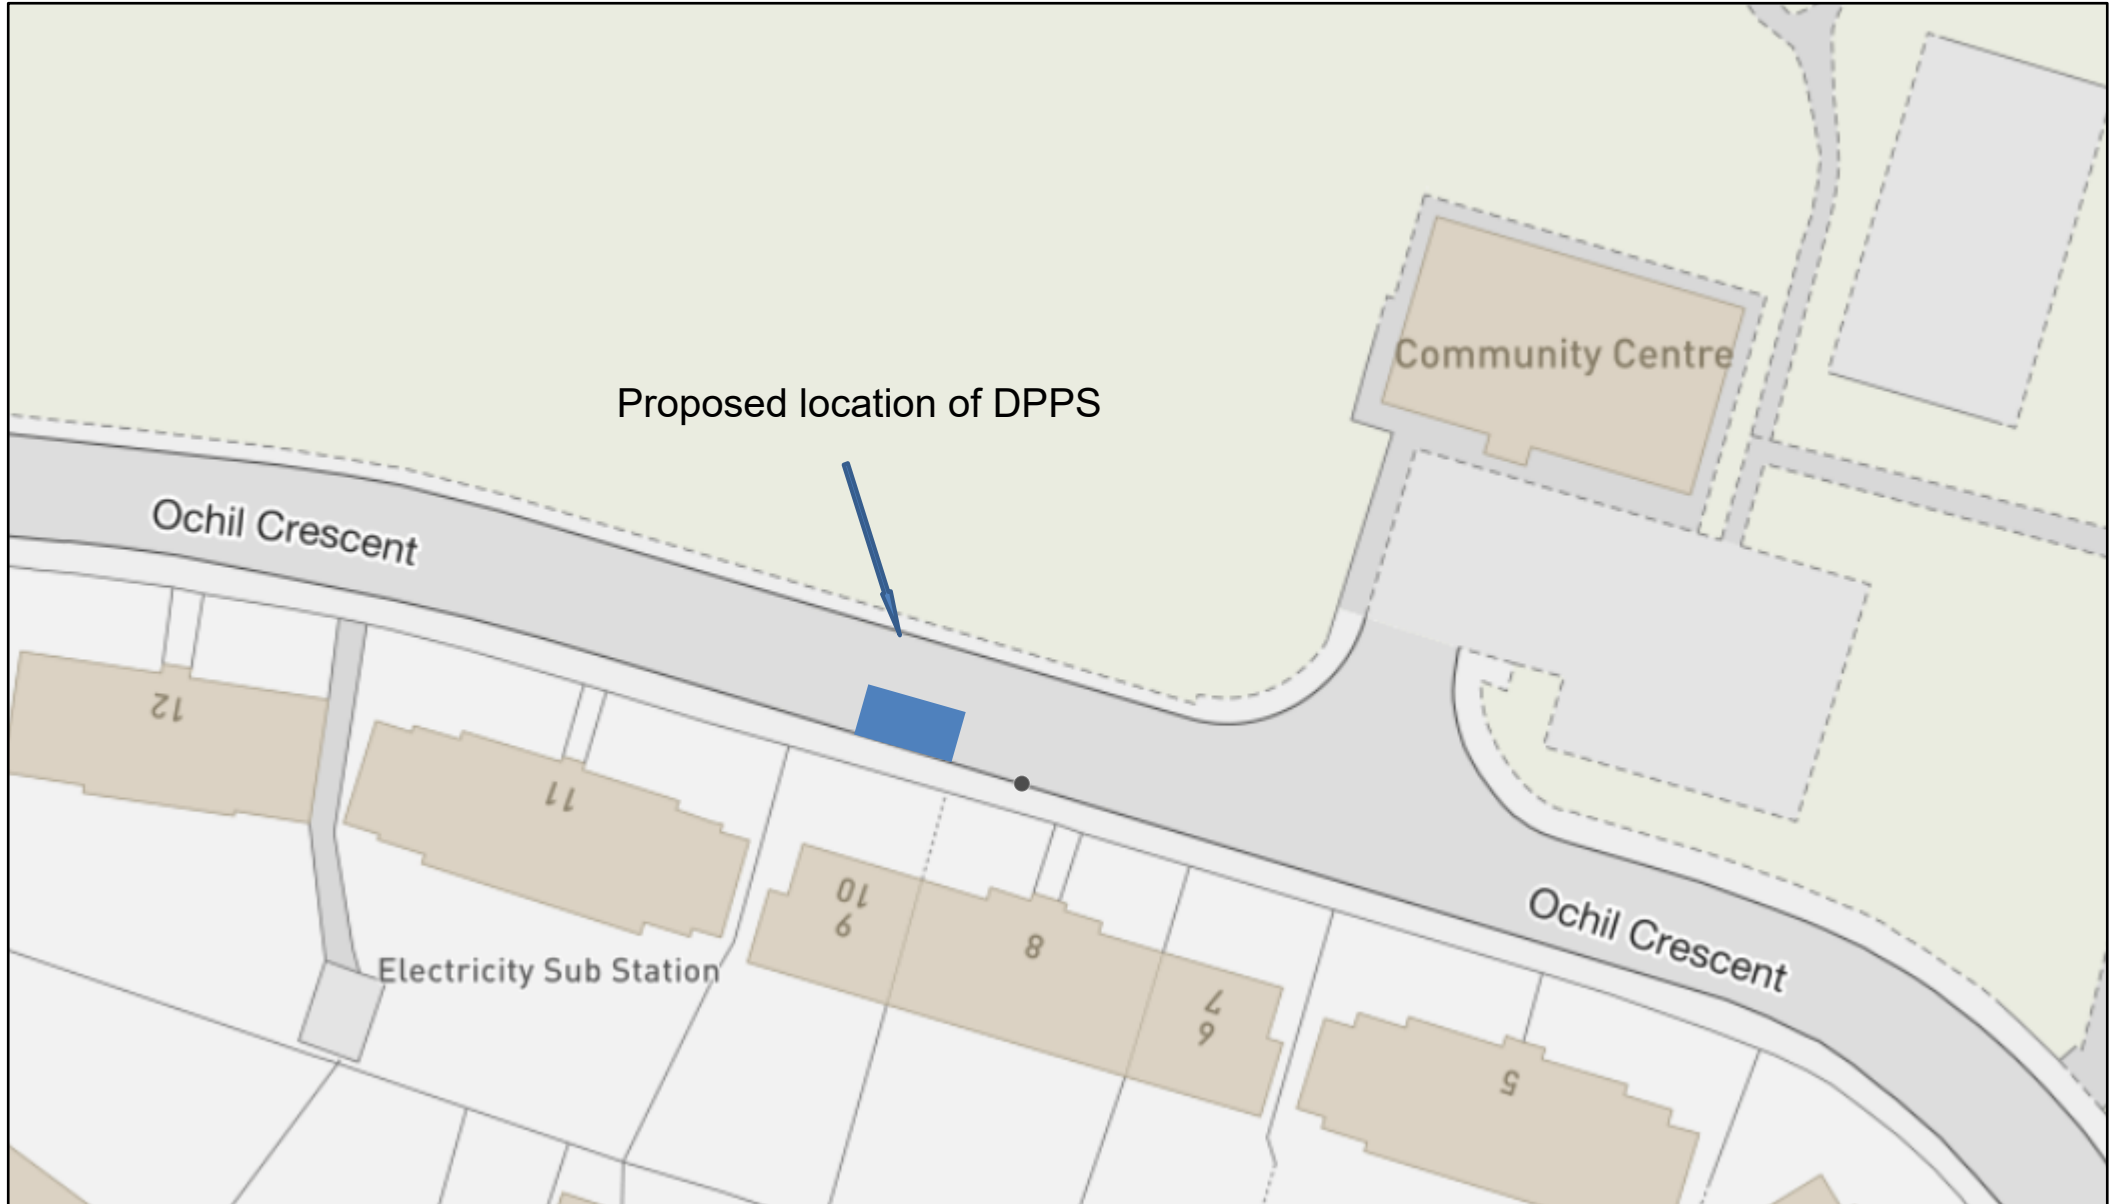 Community Centre
Proposed location of DPPS
Ochil Crescent
12
11
10
9
8
7
6
5
Ochil Crescent
Electricity Sub Station